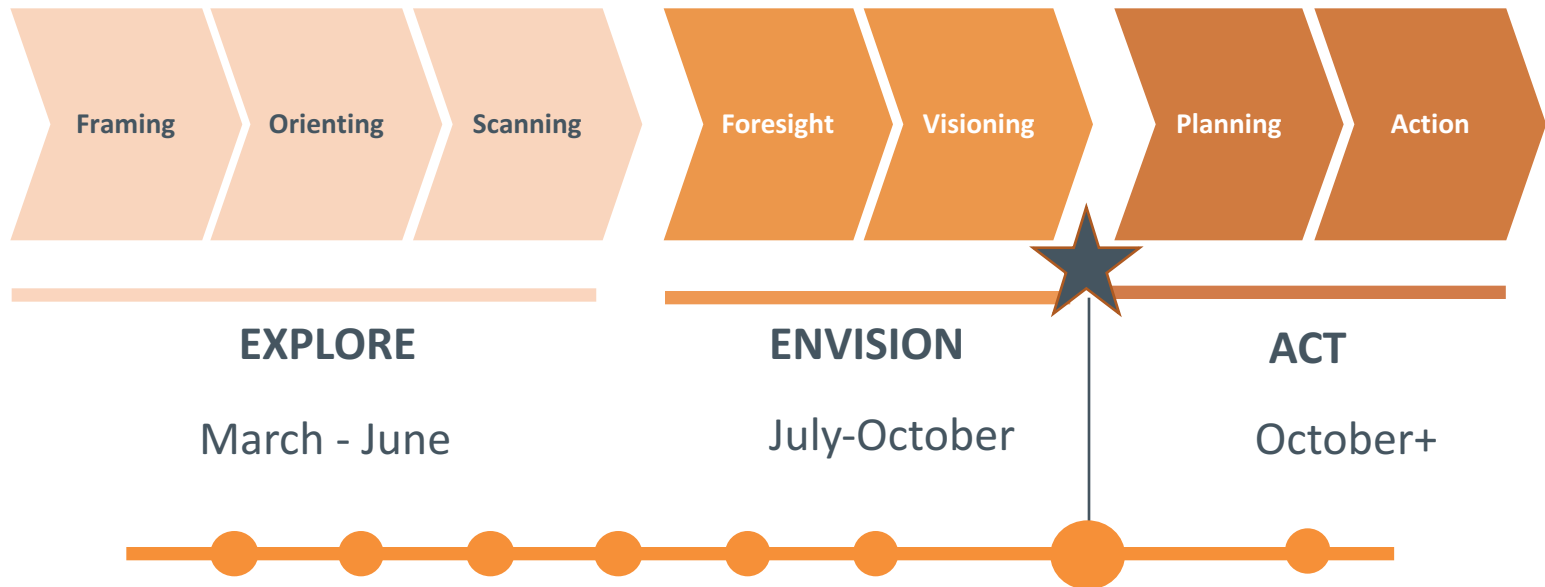 Framing
Orienting
Scanning
Foresight
Visioning
Planning
Action
EXPLORE
ENVISION
ACT
March - June
July-October
October+